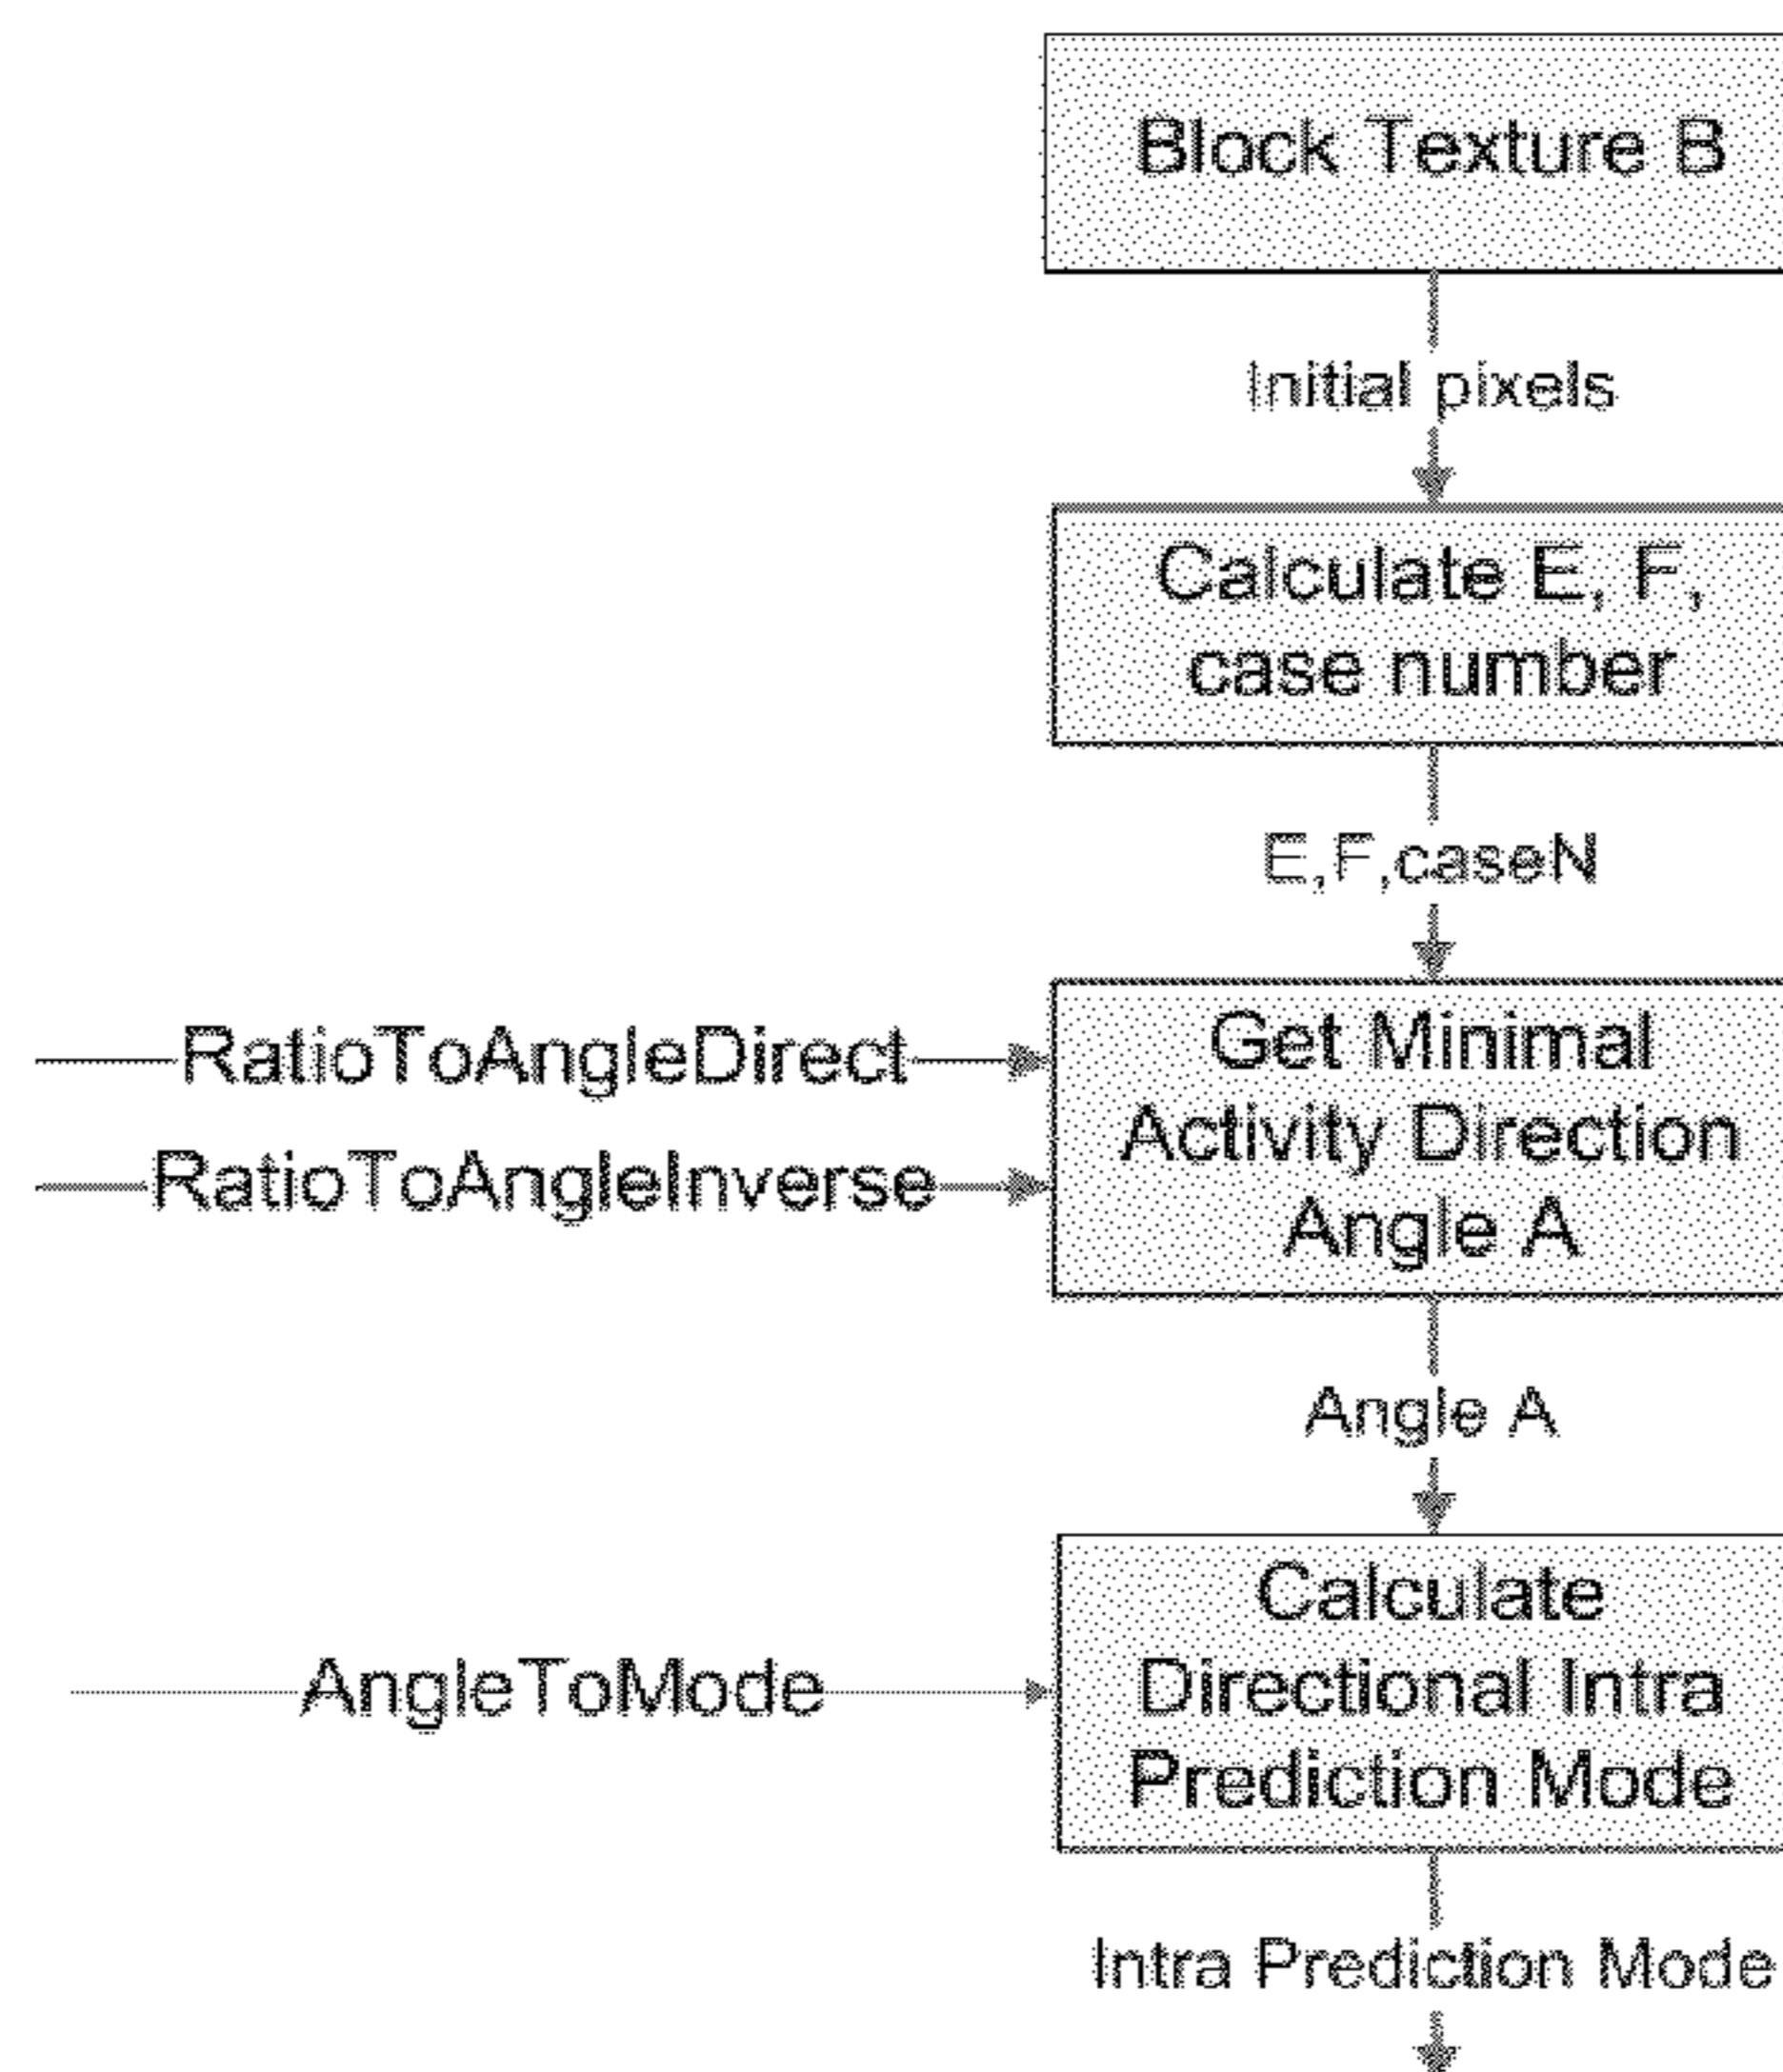 Block Texture B
Initial pixels
Calculate E, F,
case number
E,F,caseN
RatioToAngleDirect
RatioToAngleInverse
Get Minimal
Activity Direction
Angle A
Angle A
AngleToMode
Calculate
Directional Intra
Prediction Mode
Intra Prediction Mode